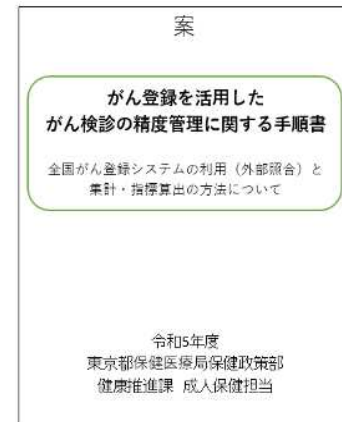 案
がん登録を活用した
がん検診の精度管理に関する手順書
全国がん登録システムの利用（外部照合）と
集計・指標算出の方法について
令和5年度
東京都保健医療局保健政策部
健康推進課 成人保健担当